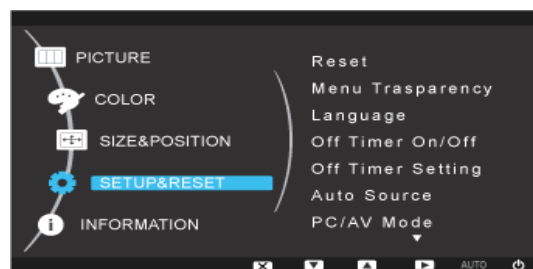 PICTURE
COLOR
SIZE&POSITION
SETUP&RESET
INFORMATION
Reset
Menu Trasparency
Language
Off Timer On/Off
Off Timer Setting
Auto Source
PC/AV Mode
AUTO